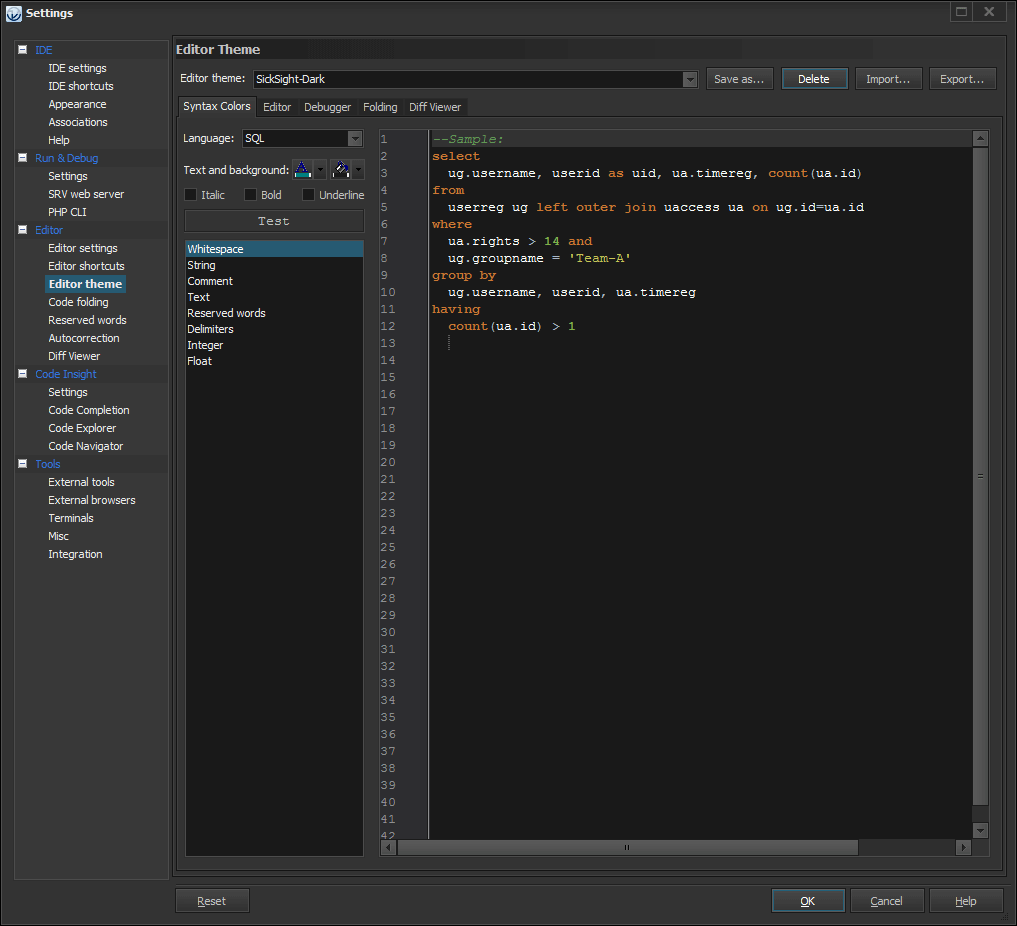 Settings
IDE
IDE settings
IDE shortcuts
Appearance
Associations
Help
Run & Debug
Settings
SRV web server
PHP CLI
Editor
Editor settings
Editor shortcuts
Editor theme
Code folding
Reserved words
Autocorrection
Diff Viewer
Code Insight
Settings
Code Completion
Code Explorer
Code Navigator
Tools
External tools
External browsers
Terminals
Misc
Integration
Editor Theme
Editor theme: SickSight-Dark Save as... Delete Import... Export...
Syntax Colors Editor Debugger Folding Diff Viewer
Language: SQL
Text and background:
Italic Bold Underline
Test
Whitespace
String
Comment
Text
Reserved words
Delimiters
Integer
Float
1 --Sample:
2 select
3 ug.username, userid as uid, ua.timereg, count(ua.id)
4 from
5 userreg ug left outer join uaccess ua on ug.id=ua.id
6 where
7 ua.rights > 14 and
8 ug.groupname = 'Team-A'
9 group by
10 ug.username, userid, ua.timereg
11 having
12 count(ua.id) > 1
13
14
15
16
17
18
19
20
21
22
23
24
25
26
27
28
29
30
31
32
33
34
35
36
37
38
39
40
41
42
Reset OK Cancel Help